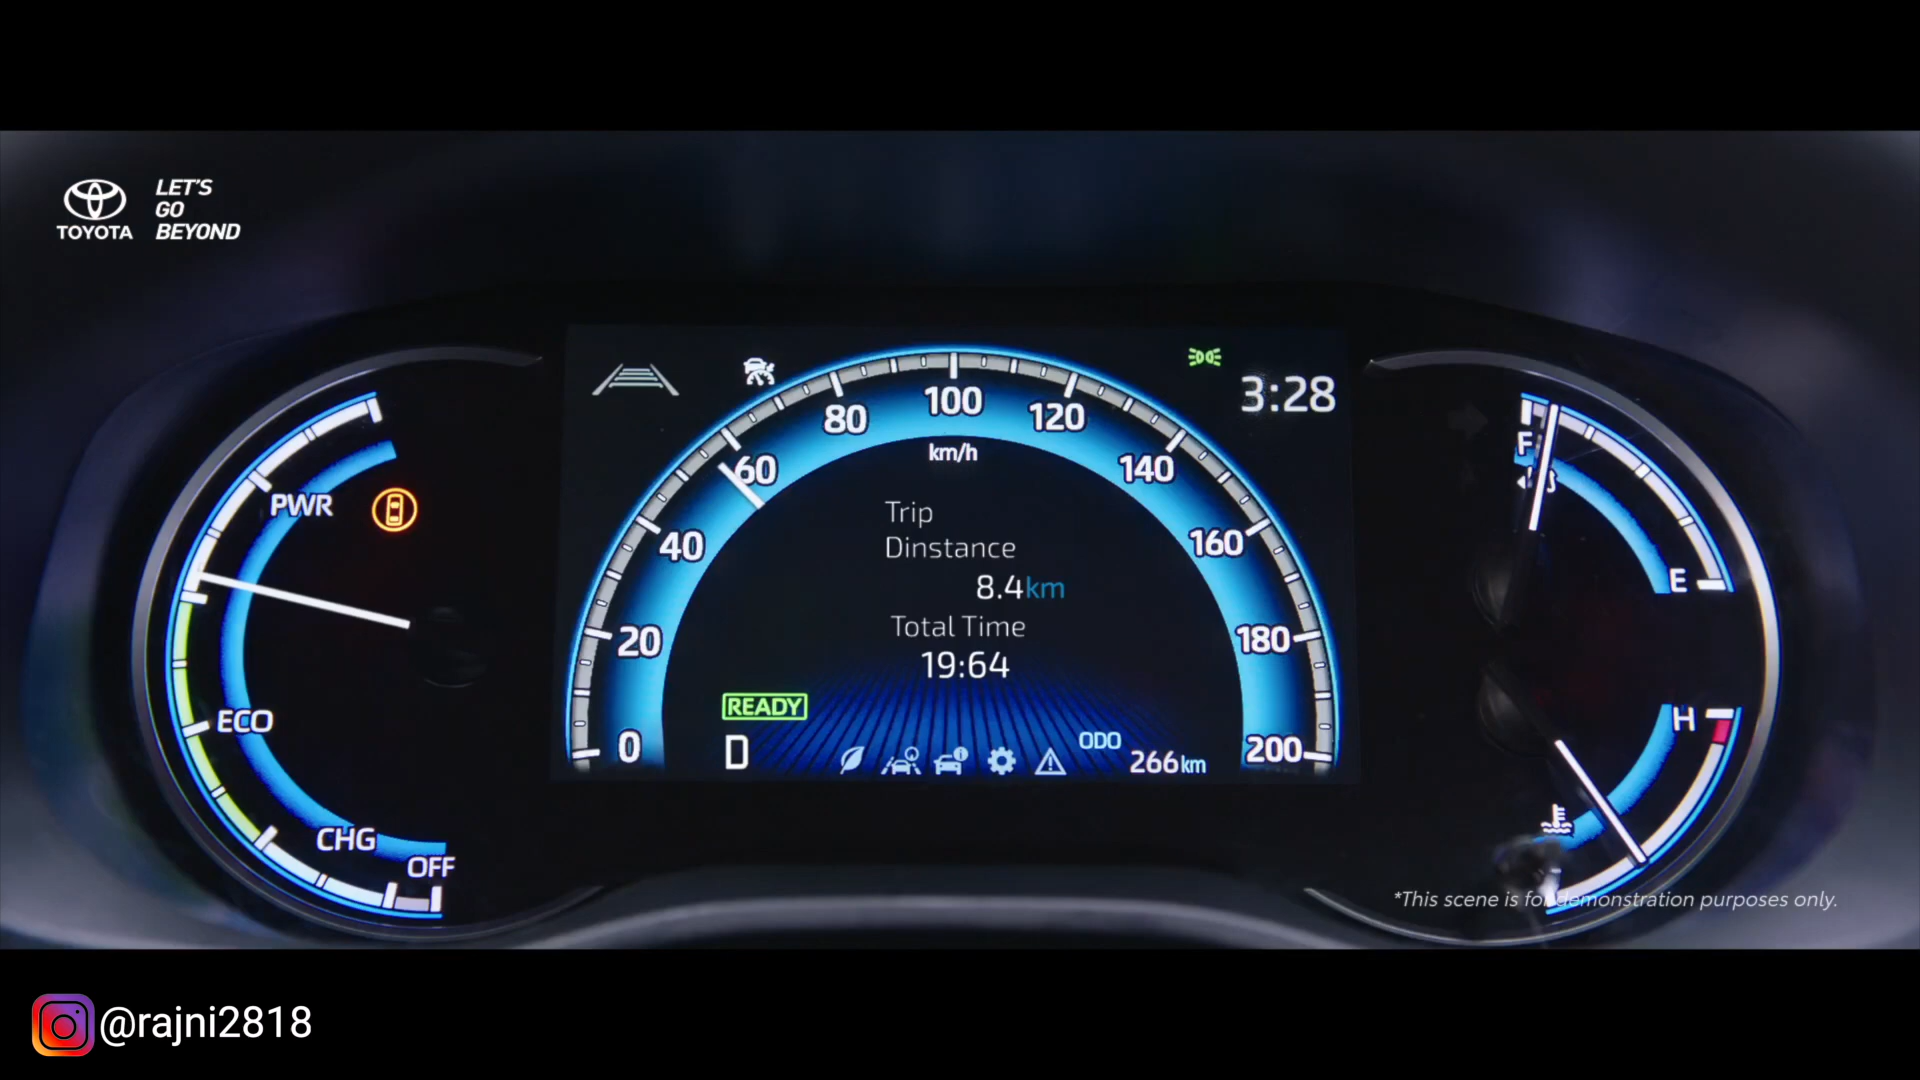 TOYOTA
LET'S
GO
BEYOND
3:28
100
80
120
km/h
60
140
40
160
20
180
0
200
Trip
Dinstance
8.4km
Total Time
19:64
READY
D
ODO
266km
PWR
ECO
CHG
OFF
F
E
H
*This scene is for demonstration purposes only.
@rajni2818